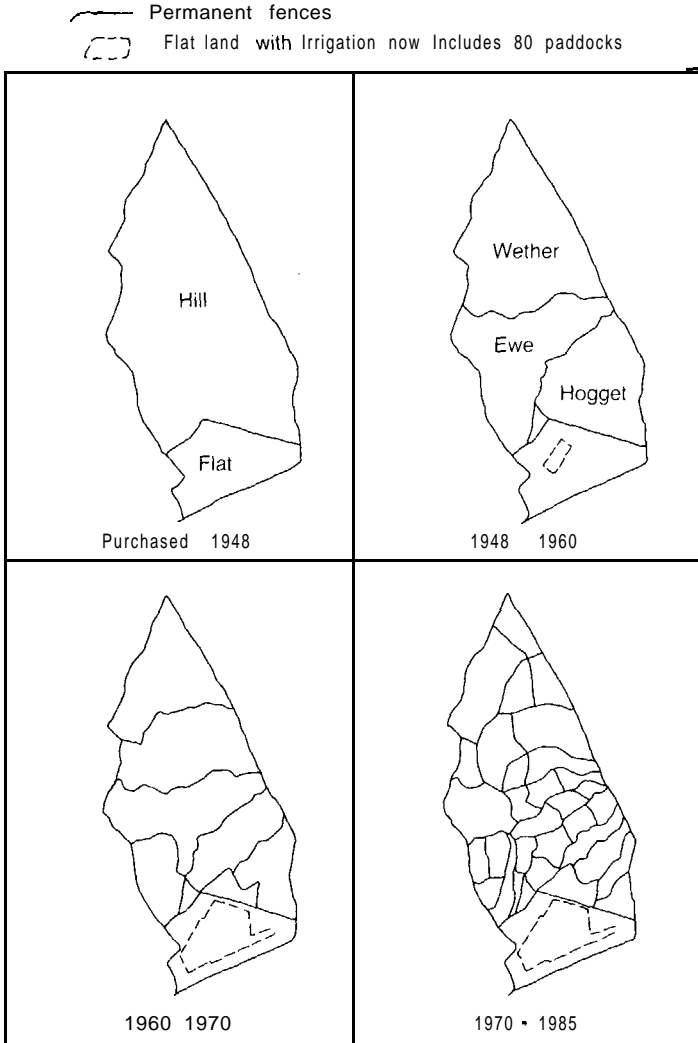 Permanent fences
Flat land with Irrigation now Includes 80 paddocks
Hill
Flat
Purchased 1948
Wether
Ewe
Hogget
1948 1960
1960 1970
1970 - 1985